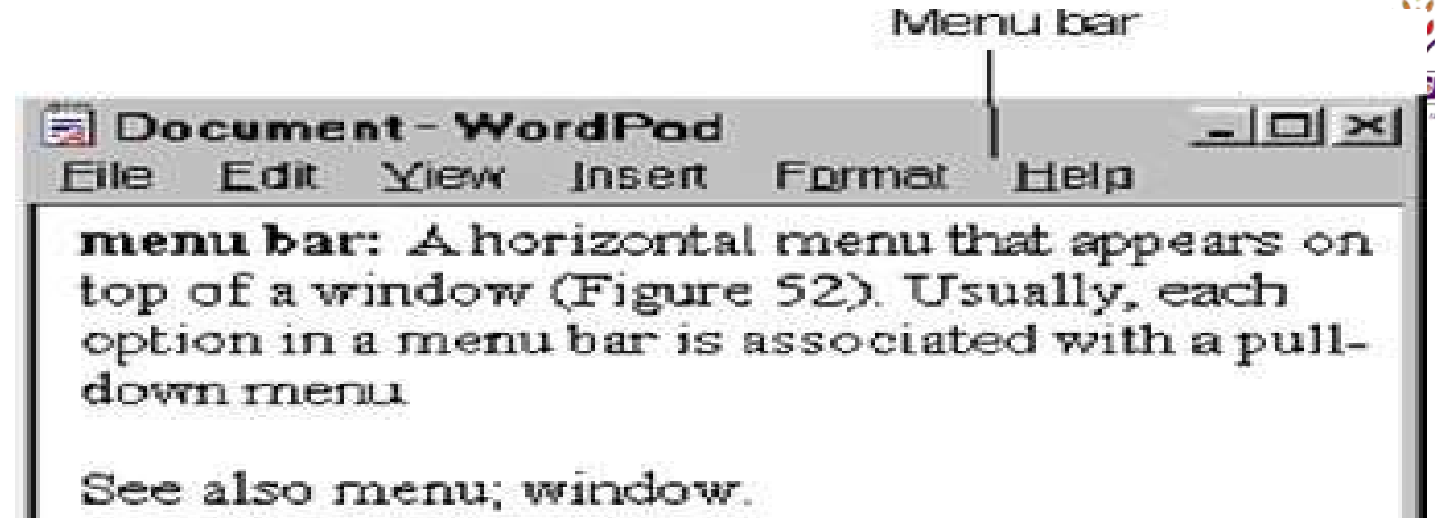 Menu bar
Document - WordPad
File Edit View Insert Format Help
menu bar: A horizontal menu that appears on
top of a window (Figure 52). Usually, each
option in a menu bar is associated with a pull-
down menu
See also menu; window.